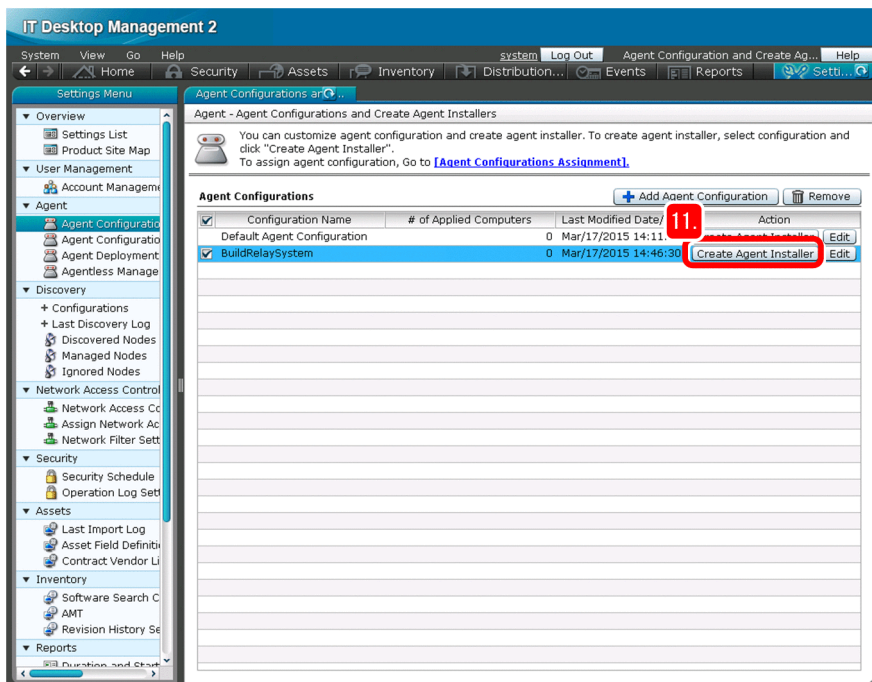 IT Desktop Management 2
System View Go Help system Log Out Agent Configuration and Create Ag... Help
Home Security Assets Inventory Distribution... Events Reports Setti...
Settings Menu
Agent Configurations an ..
Overview
Settings List
Product Site Map
User Management
Account Manageme
Agent
Agent Configuratio
Agent Configuratio
Agent Deployment
Agentless Manage
Discovery
+ Configurations
+ Last Discovery Log
Discovered Nodes
Managed Nodes
Ignored Nodes
Network Access Control
Network Access Co
Assign Network Ac
Network Filter Sett
Security
Security Schedule
Operation Log Sett
Assets
Last Import Log
Asset Field Definiti
Contract Vendor Li
Inventory
Software Search C
AMT
Revision History Se
Reports
Duration and Start
Agent - Agent Configurations and Create Agent Installers
You can customize agent configuration and create agent installer. To create agent installer, select configuration and
click "Create Agent Installer".
To assign agent configuration, Go to [Agent Configurations Assignment].
Agent Configurations
Add Agent Configuration Remove
Configuration Name # of Applied Computers Last Modified Date/ Action
11.
Default Agent Configuration 0 Mar/17/2015 14:11: Create Agent Installer Edit
BuildRelaySystem 0 Mar/17/2015 14:46:30 Create Agent Installer Edit